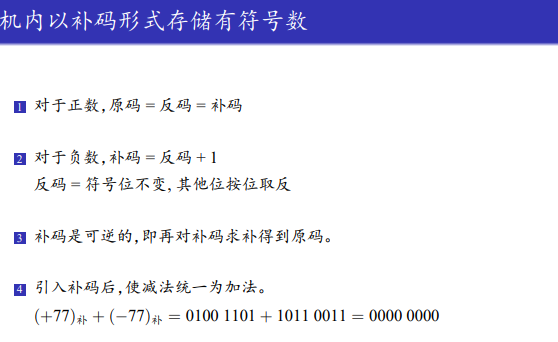 机内以补码形式存储有符号数
1 对于正数,原码 = 反码 = 补码
2 对于负数,补码 = 反码 + 1
反码 = 符号位不变, 其他位按位取反
3 补码是可逆的,即再对补码求补得到原码。
4 引入补码后,使减法统一为加法。
(+77)补 + (−77)补 = 0100 1101 + 1011 0011 = 0000 0000